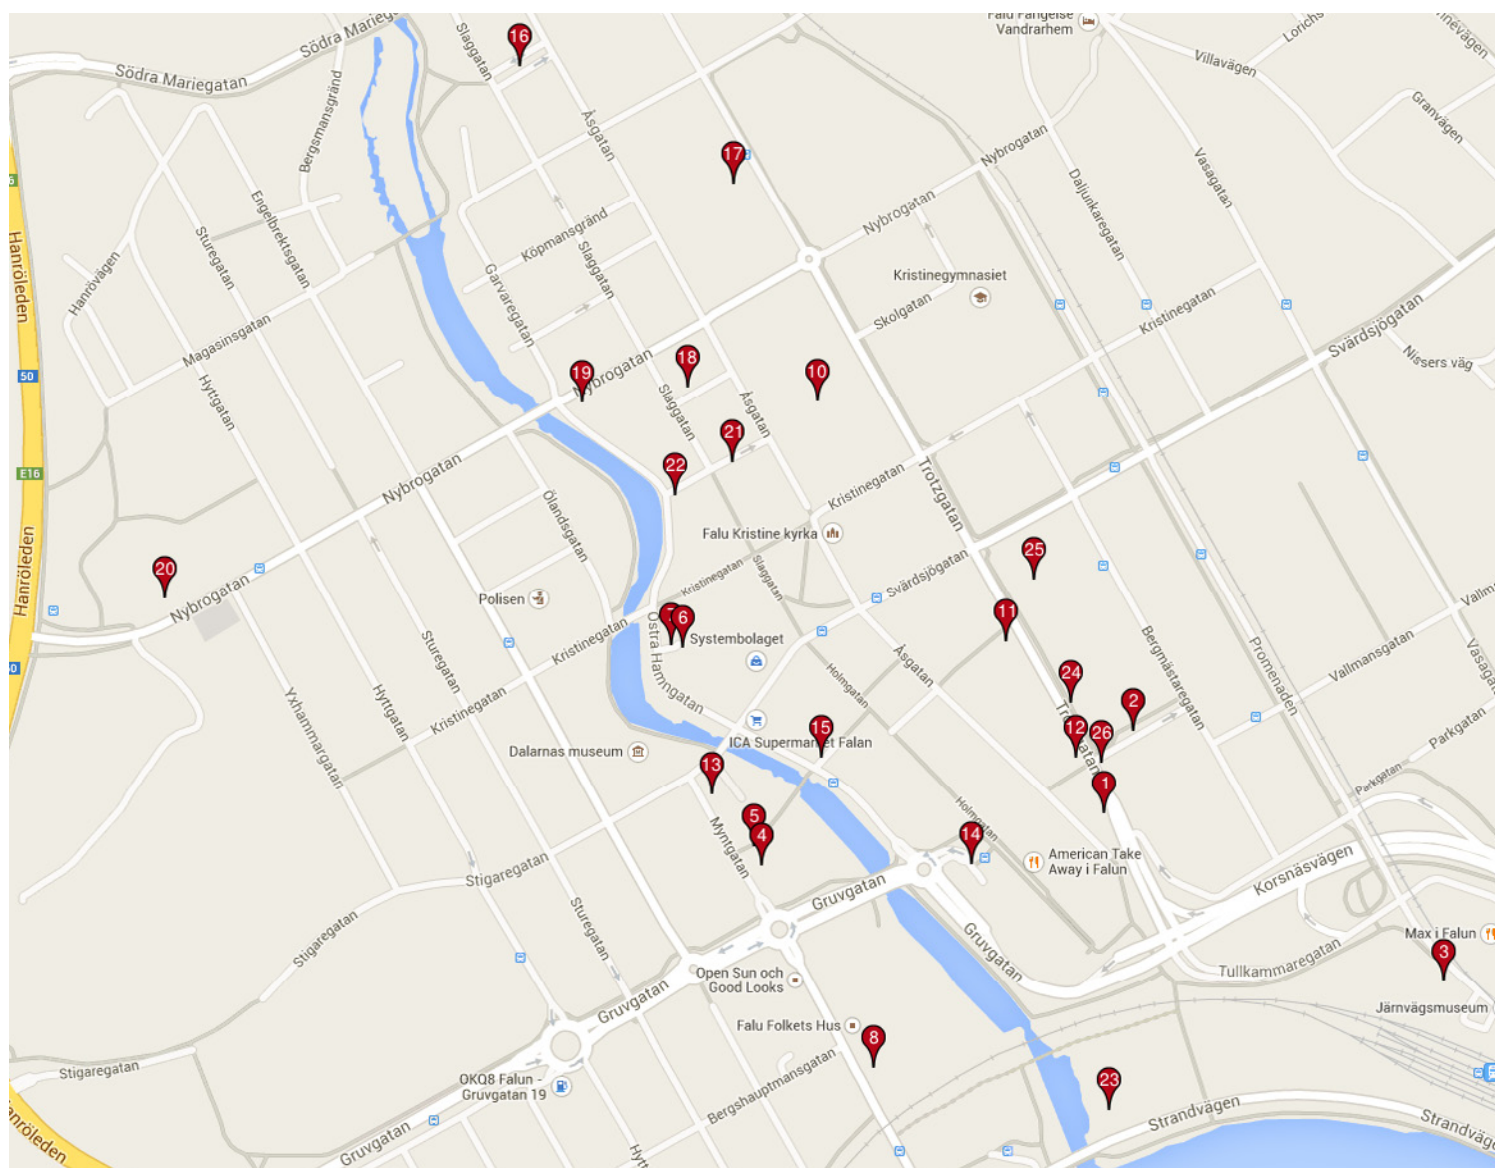 Falu Fängelse
Vandrarhem
Södra Mariegatan
Södra Mariegatan
Slaggatan
16
Villavägen
Granvägen
Bergsmansgränd
Åsgatan
17
Nybrogatan
Vasagatan
Daljunkaregatan
Engelbrektsgatan
Sturegatan
Köpmansgränd
Slaggatan
Nybrogatan
Hanröleden
Hanrövägen
Garvaregatan
Kristinegymnasiet
Skolgatan
Kristinegatan
Svärdsjögatan
Magasinsgatan
Nissers väg
50
Hyttgatan
19
Nybrogatan
18
10
Slaggatan
Åsgatan
21
22
E16
Nybrogatan
Trotzgatan
Kristinegatan
Ölandsgatan
Falu Kristine kyrka
Hanröleden
20
Nybrogatan
Slaggatan
Svärdsjögatan
25
Kristinegatan
Polisen
11
7
6
Systembolaget
Östra Hamngatan
Kristinegatan
Sturegatan
Bergmästaregatan
Promenaden
Vallmansgatan
Åsgatan
Holmgatan
24
2
Yxhammargatan
Hyttgatan
Kristinegatan
12
26
15
ICA Supermarket Falan
Dalarnas museum
Parkgatan
Parkgatan
13
1
5
4
Myntgatan
Holmgatan
14
American Take
Away i Falun
Stigaregatan
Gruvgatan
Korsnäsvägen
Sturegatan
Stigaregatan
Gruvgatan
Max i Falun
3
Tullkammaregatan
Open Sun och
Good Looks
Gruvgatan
Järnvägsmuseum
Falu Folkets Hus
8
Stigaregatan
OKQ8 Falun -
Gruvgatan 19
Bergshauptmansgatan
23
Strandvägen
Gruvgatan